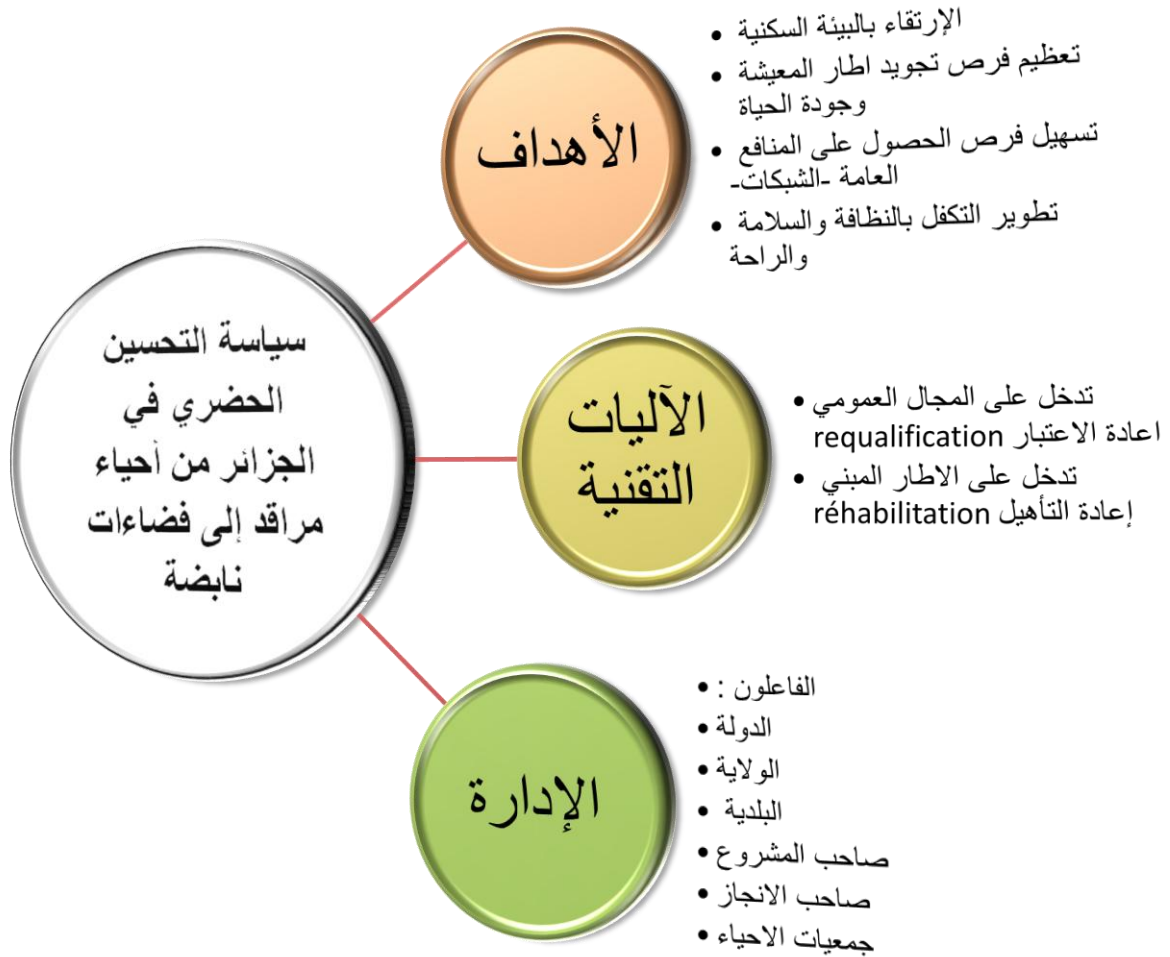 سياسة التحسين
الحضري في
الجزائر من أحياء
مراقد إلى فضاءات
نابضة
الأهداف
• الإرتقاء بالبيئة السكنية
• تعظيم فرص تجويد اطار المعيشة
وجودة الحياة
• تسهيل فرص الحصول على المنافع
العامة -الشبكات-
• تطوير التكفل بالنظافة والسلامة
والراحة
الآليات
التقنية
• تدخل على المجال العمومي
اعادة الاعتبار requalification
• تدخل على الاطار المبني
إعادة التأهيل réhabilitation
الإدارة
• الفاعلون :
• الدولة
• الولاية
• البلدية
• صاحب المشروع
• صاحب الانجاز
• جمعيات الاحياء